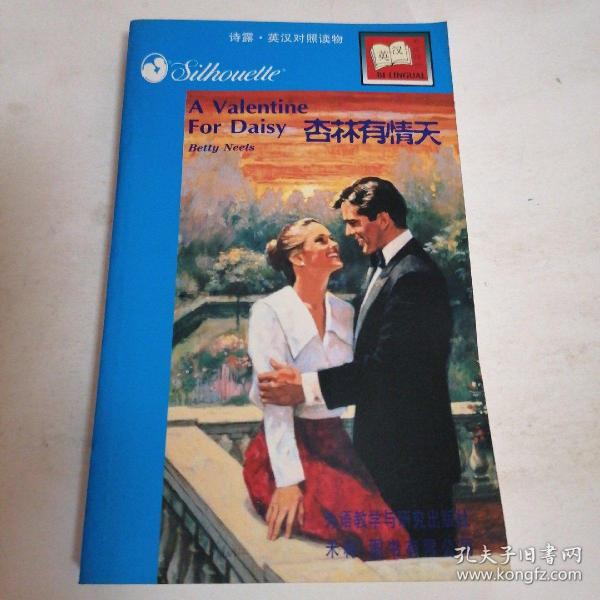 诗露·英汉对照读物
Silhouette®
英汉
BI-LINGUAL
A Valentine
For Daisy 杏林有情天
Betty Neels
外语教学与研究出版社
孔夫子旧书网
www.kongfz.com